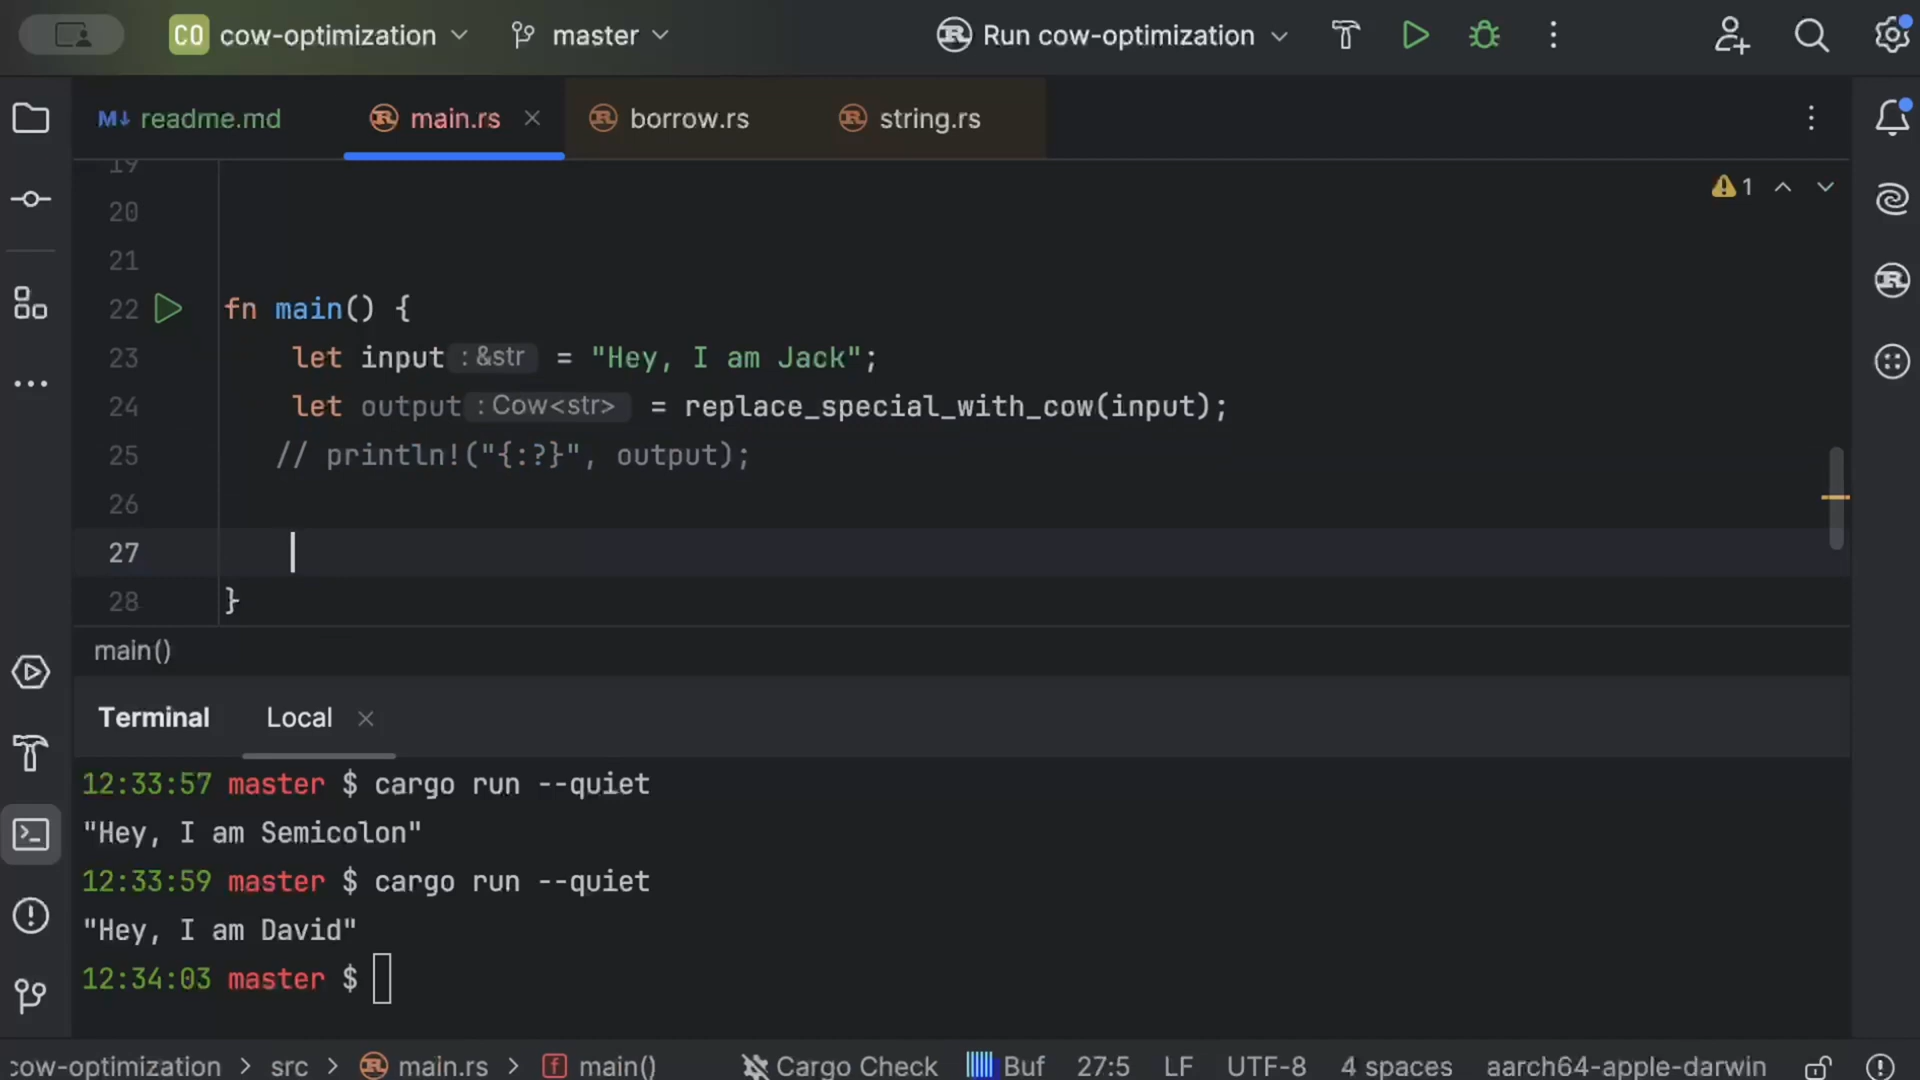 CO cow-optimization master Run cow-optimization
M↓ readme.md main.rs borrow.rs string.rs
19
20
21
22 fn main() {
23 let input : &str = "Hey, I am Jack"; 
24 let output : Cow<str> = replace_special_with_cow(input);
25 // println!("{:?}", output);
26
27
28 }
1
main()
Terminal Local
12:33:57 master $ cargo run --quiet
"Hey, I am Semicolon"
12:33:59 master $ cargo run --quiet
"Hey, I am David"
12:34:03 master $
cow-optimization > src > main.rs > f main() Cargo Check Buf 27:5 LF UTF-8 4 spaces aarch64-apple-darwin